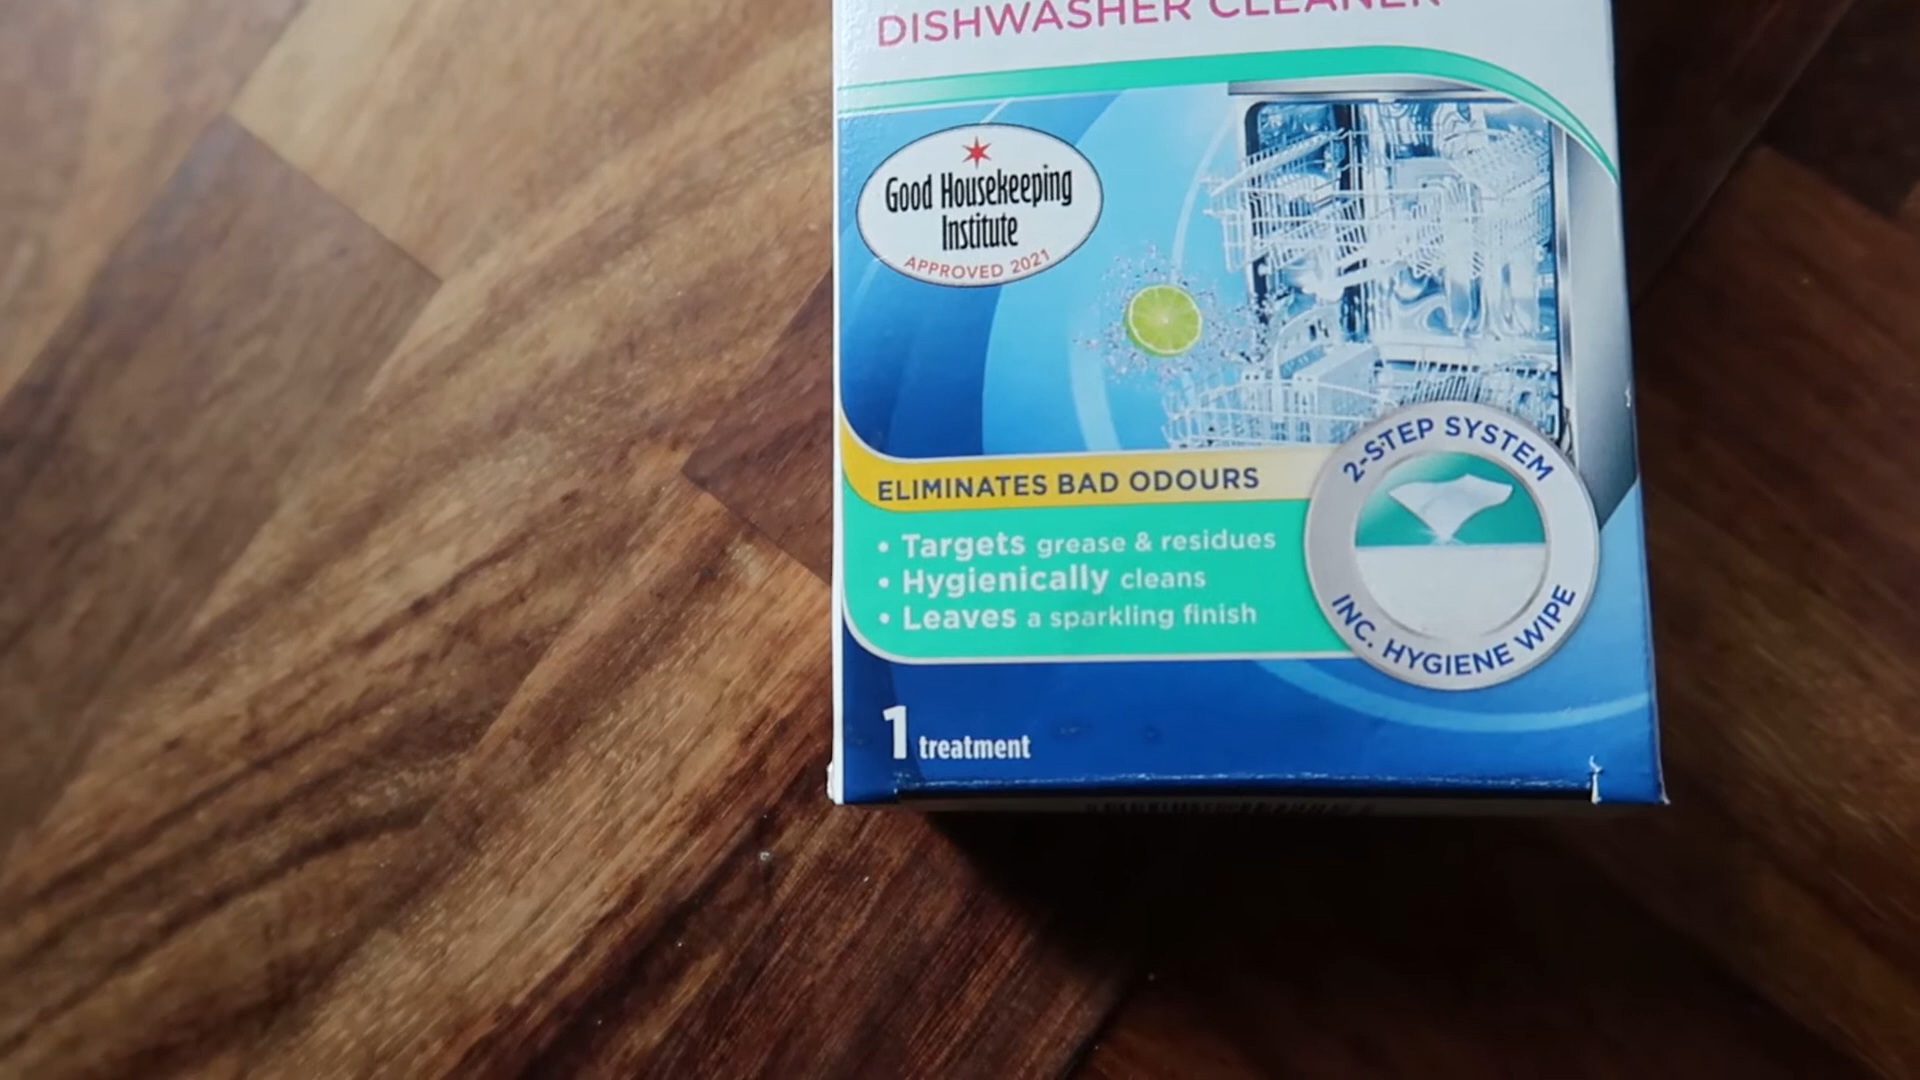 DISHWASHER CLEANER
Good Housekeeping
Institute
APPROVED 2021
ELIMINATES BAD ODOURS
• Targets grease & residues
• Hygienically cleans
• Leaves a sparkling finish
2-STEP SYSTEM
INC. HYGIENE WIPE
1 treatment